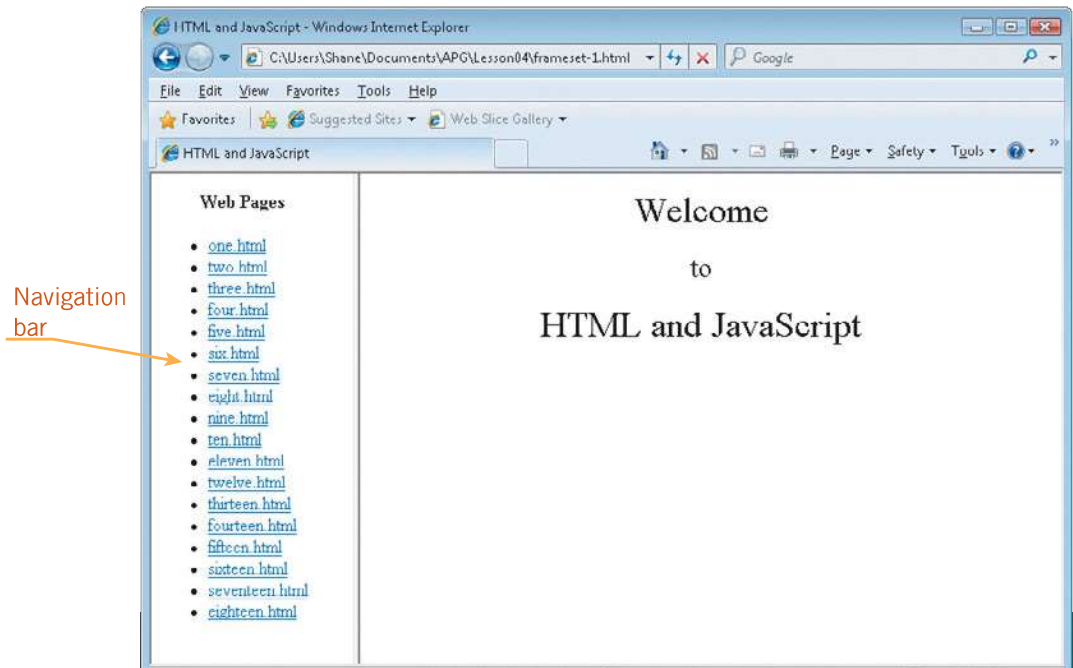 HTML and JavaScript - Windows Internet Explorer
C:\Users\Shane\Documents\APG\Lesson04\frameset-1.html
Google
File Edit View Favorites Tools Help
Favorites Suggested Sites Web Slice Gallery
HTML and JavaScript
Page Safety Tools
Web Pages
one.html
two.html
three.html
four.html
five.html
six.html
seven.html
eight.html
nine.html
ten.html
eleven.html
twelve.html
thirteen.html
fourteen.html
fifteen.html
sixteen.html
seventeen.html
eighteen.html
Welcome
to
HTML and JavaScript
Navigation
bar